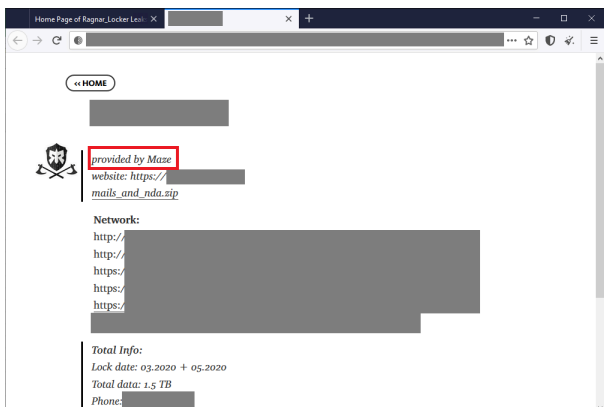 Home Page of Ragnar_Locker Leak
<< HOME
provided by Maze
website: https://
mails_and_nda.zip
Network:
http://
http://
https:/
https:/
https:/
Total Info:
Lock date: 03.2020 + 05.2020
Total data: 1.5 TB
Phone: